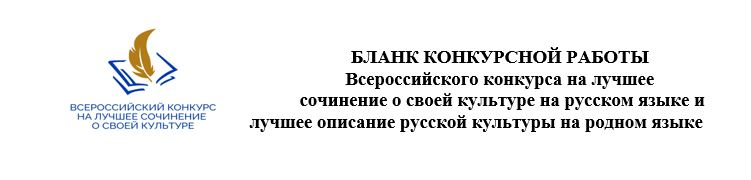 ВСЕРОССИЙСКИЙ КОНКУРС
НА ЛУЧШЕЕ СОЧИНЕНИЕ
О СВОЕЙ КУЛЬТУРЕ
БЛАНК КОНКУРСНОЙ РАБОТЫ
Всероссийского конкурса на лучшее
сочинение о своей культуре на русском языке и
лучшее описание русской культуры на родном языке